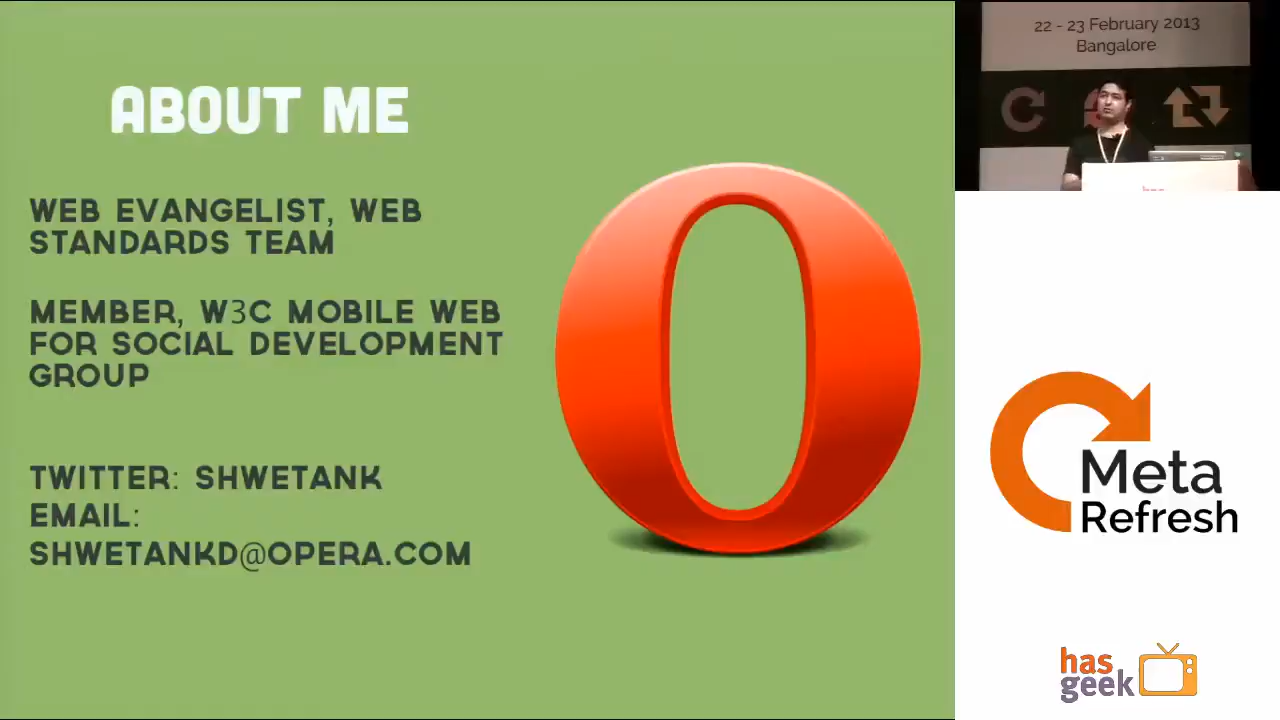 ABOUT ME
WEB EVANGELIST, WEB
STANDARDS TEAM
MEMBER, W3C MOBILE WEB
FOR SOCIAL DEVELOPMENT
GROUP
TWITTER: SHWETANK
EMAIL:
SHWETANKD@OPERA.COM
22 - 23 February 2013
Bangalore
has
Meta
Refresh
has
geek